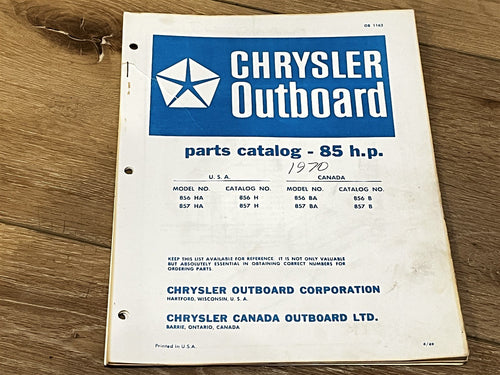 OB 1163
CHRYSLER
Outboard
parts catalog - 85 h.p.
1970
U. S. A. CANADA
MODEL NO. CATALOG NO. MODEL NO. CATALOG NO.
856 HA 856 H 856 BA 856 B
857 HA 857 H 857 BA 857 B
KEEP THIS LIST AVAILABLE FOR REFERENCE. IT IS NOT ONLY VALUABLE
BUT ABSOLUTELY ESSENTIAL IN OBTAINING CORRECT NUMBERS FOR
ORDERING PARTS.
CHRYSLER OUTBOARD CORPORATION
HARTFORD, WISCONSIN, U. S. A.
CHRYSLER CANADA OUTBOARD LTD.
BARRIE, ONTARIO, CANADA
Printed in U.S.A.